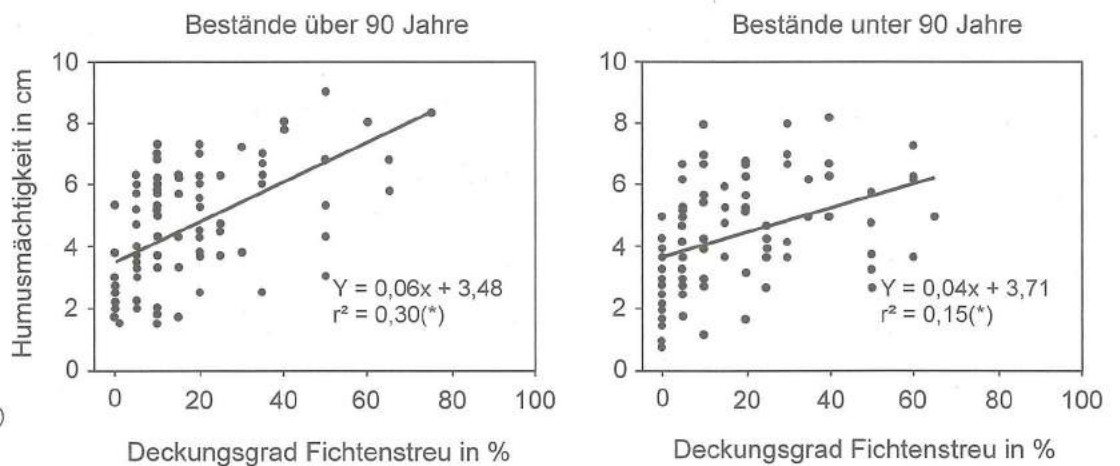 Bestände über 90 Jahre
Humusmächtigkeit in cm
10
8
6
4
2
0
Y = 0,06x + 3,48
r² = 0,30(*)
0 20 40 60 80 100
Deckungsgrad Fichtenstreu in %
Bestände unter 90 Jahre
10
8
6
4
2
0
Y = 0,04x + 3,71
r² = 0,15(*)
0 20 40 60 80 100
Deckungsgrad Fichtenstreu in %